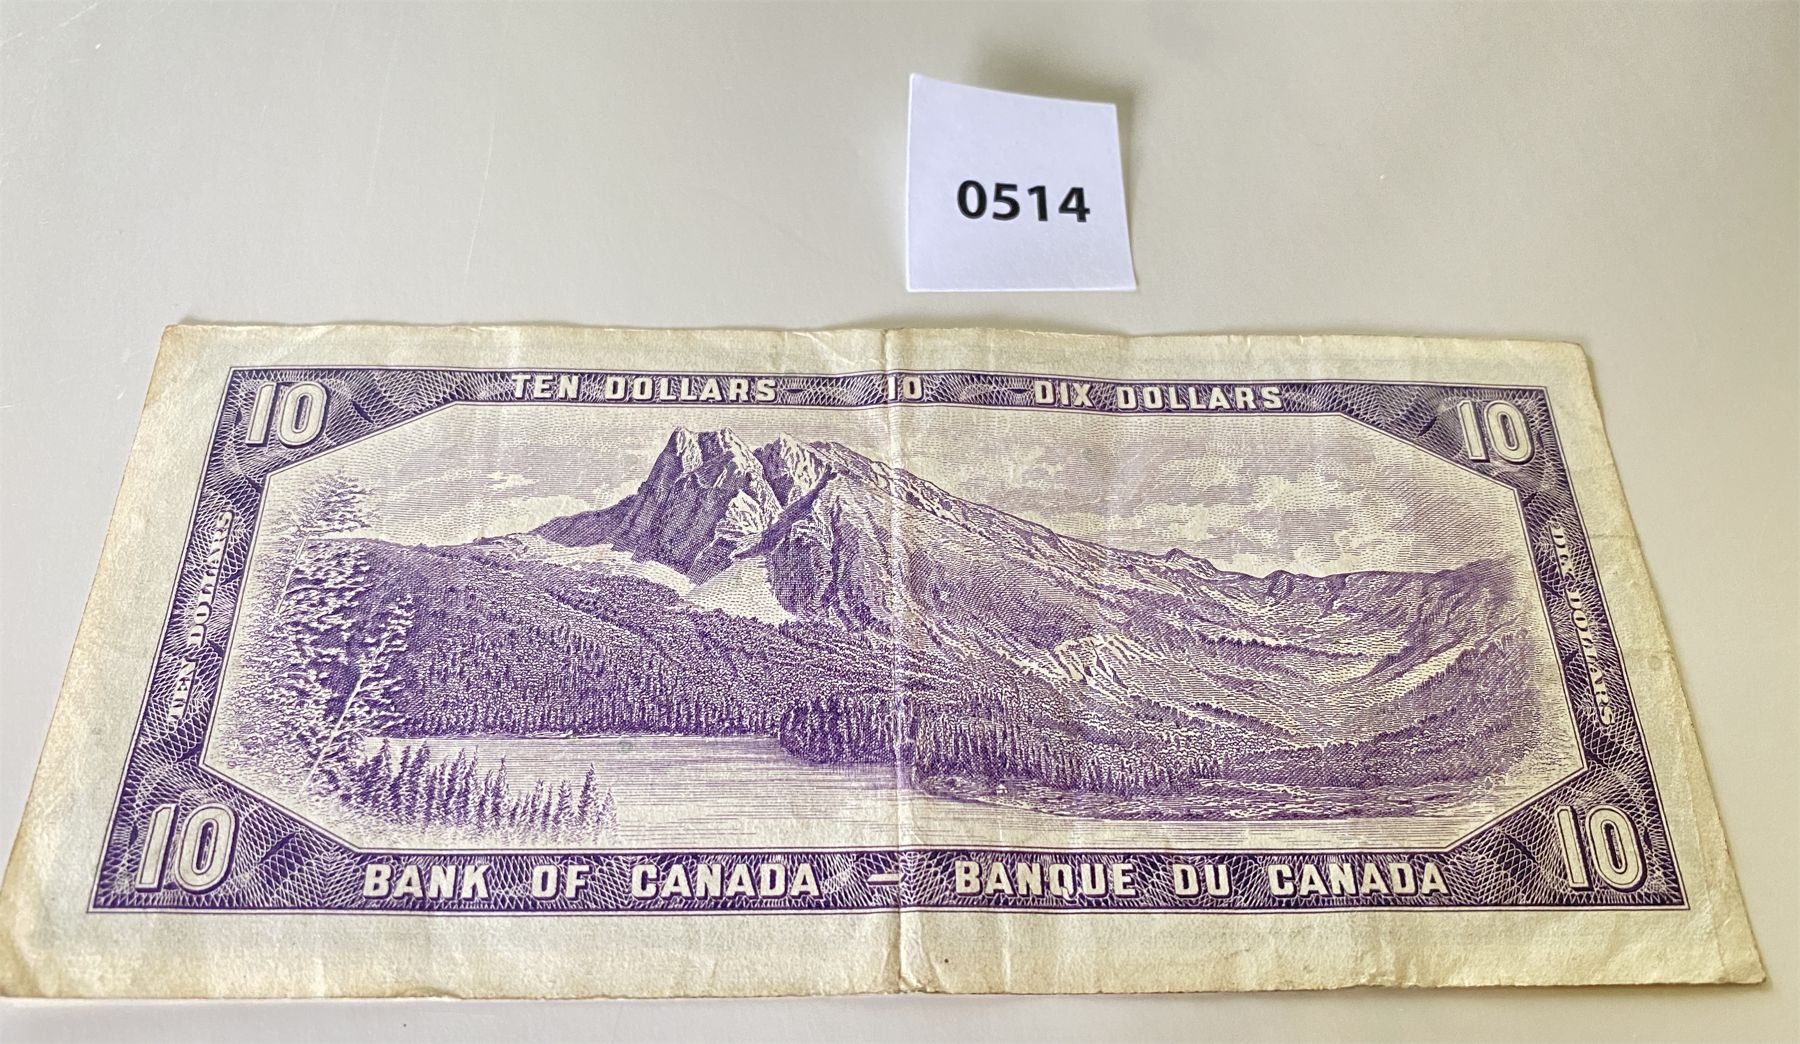 0514
TEN DOLLARS 10 DIX DOLLARS
10 10
TEN DOLLARS
DIX DOLLARS
10 10
BANK OF CANADA – BANQUE DU CANADA